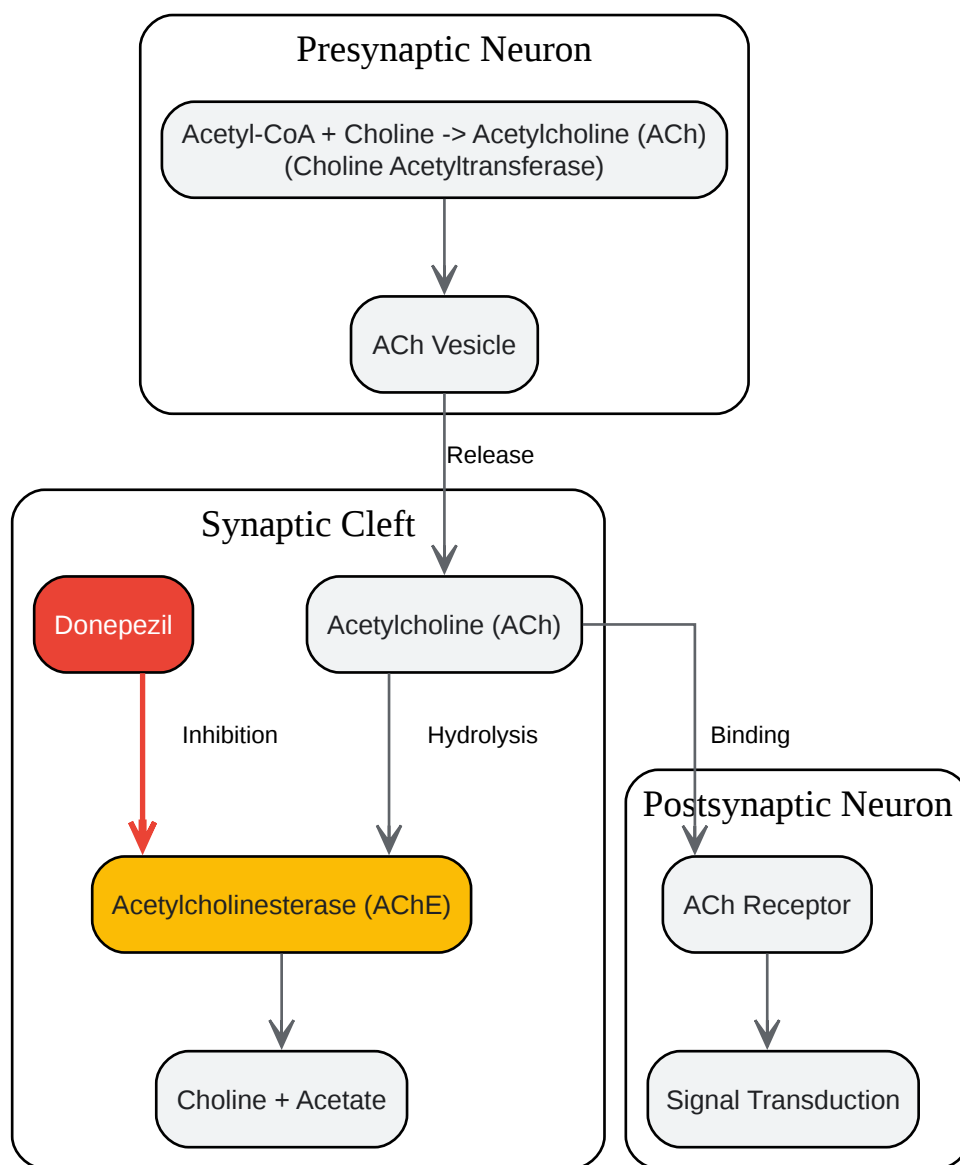 Presynaptic Neuron
Acetyl-CoA + Choline -> Acetylcholine (ACh)
(Choline Acetyltransferase)
ACh Vesicle
Release
Synaptic Cleft
Donepezil
Acetylcholine (ACh)
Inhibition
Hydrolysis
Binding
Postsynaptic Neuron
Acetylcholinesterase (AChE)
ACh Receptor
Choline + Acetate
Signal Transduction